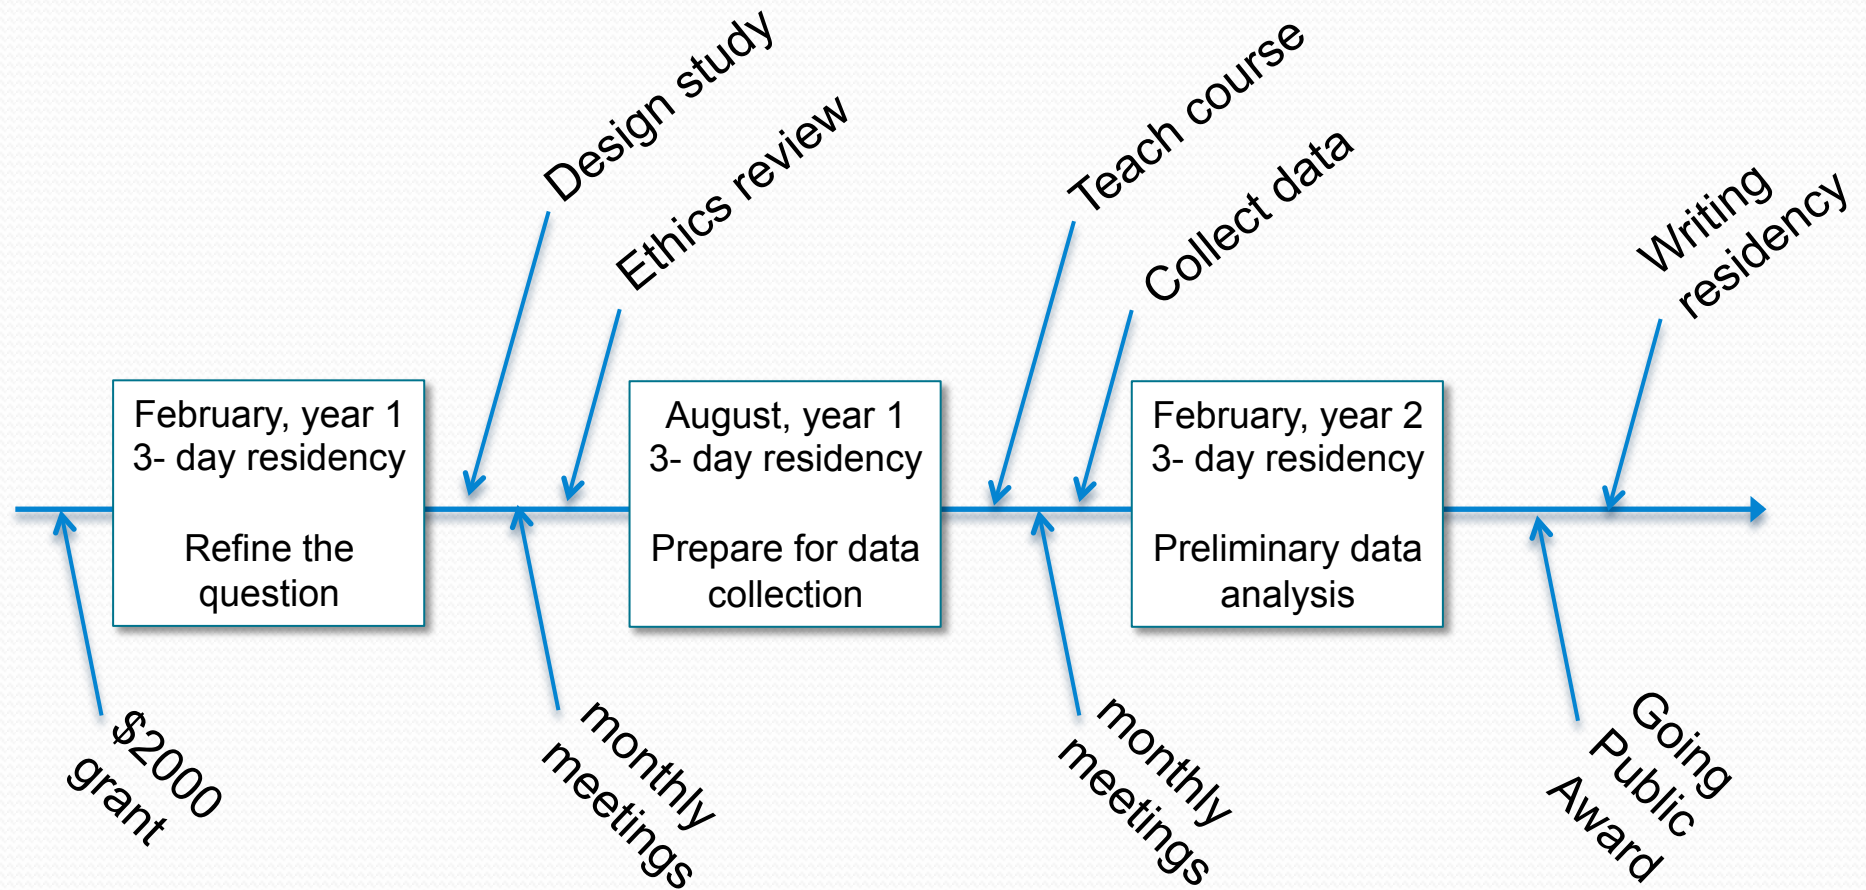 Design study
Ethics review
Teach course
Collect data
Writing
residency
February, year 1
3- day residency
Refine the
question
August, year 1
3- day residency
Prepare for data
collection
February, year 2
3- day residency
Preliminary data
analysis
$2000
grant
monthly
meetings
monthly
meetings
Going
Public
Award